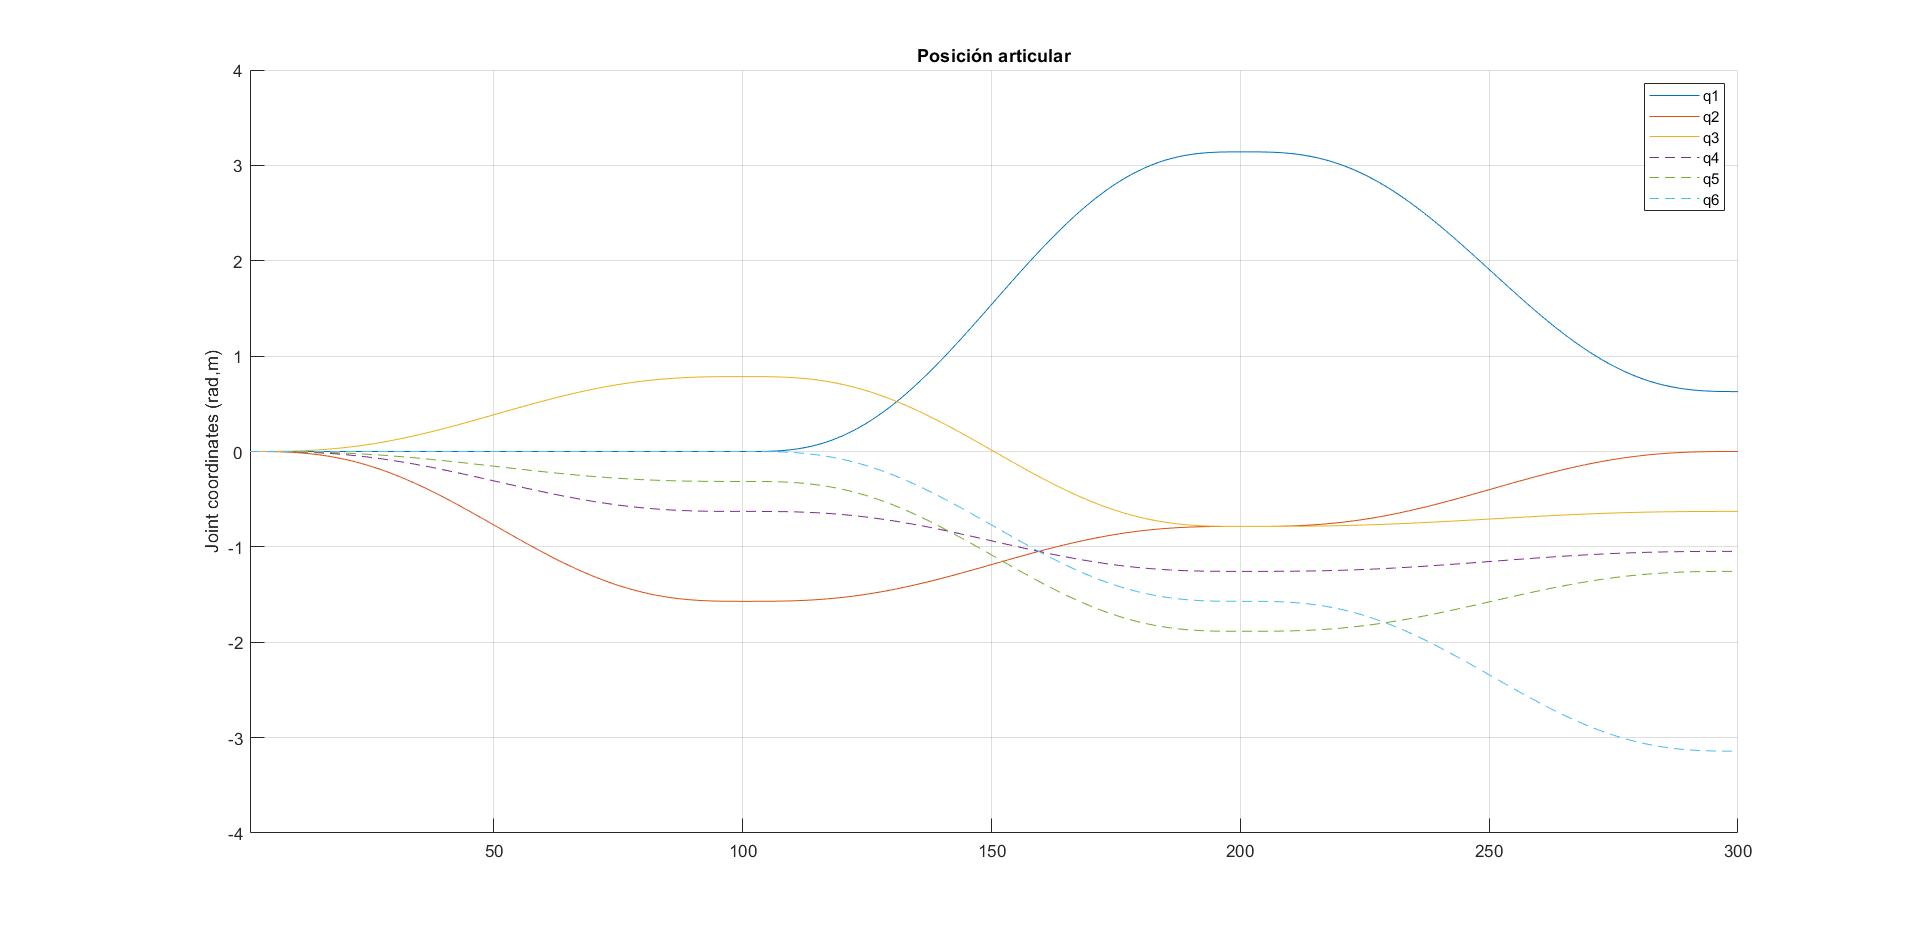 Posición articular
4
3
2
1
0
-1
-2
-3
-4
Joint coordinates (rad,m)
50 100 150 200 250 300
q1
q2
q3
q4
q5
q6